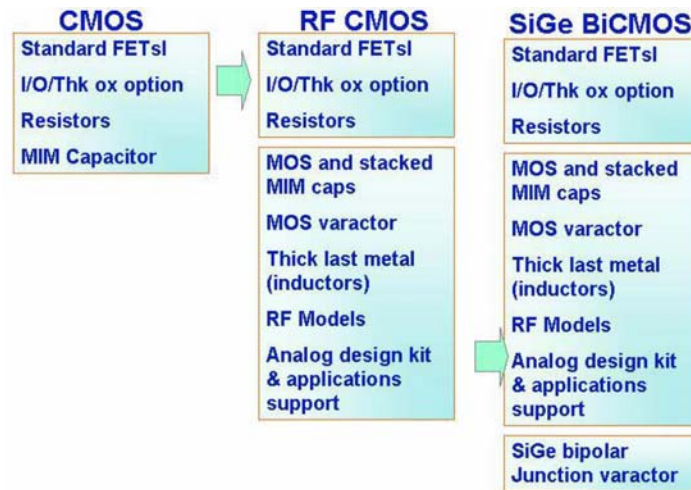 CMOS
Standard FETsI
I/O/Thk ox option
Resistors
MIM Capacitor
RF CMOS
Standard FETsI
I/O/Thk ox option
Resistors
MOS and stacked
MIM caps
MOS varactor
Thick last metal
(inductors)
RF Models
Analog design kit
& applications
support
SiGe BiCMOS
Standard FETsI
I/O/Thk ox option
Resistors
MOS and stacked
MIM caps
MOS varactor
Thick last metal
(inductors)
RF Models
Analog design kit
& applications
support
SiGe bipolar
Junction varactor